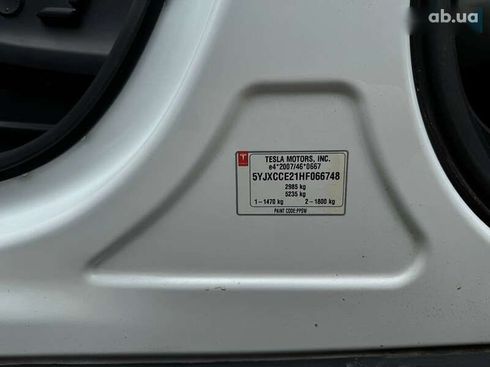 ab.ua
TESLA MOTORS, INC.
e4*2007/46*0667
5YJXCCE21HF066748
2985 kg
5235 kg
1-1470 kg 2-1800 kg
PAINT CODE:PPSW